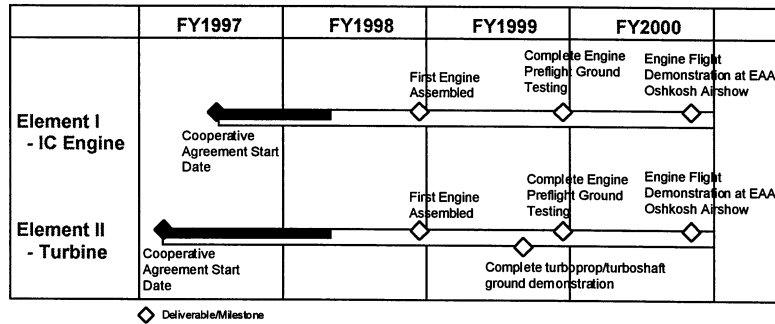 FY1997 FY1998 FY1999 FY2000
Element I
- IC Engine
Cooperative
Agreement Start
Date
First Engine
Assembled
Complete Engine
Preflight Ground
Testing
Engine Flight
Demonstration at EAA
Oshkosh Airshow
Element II
- Turbine
Cooperative
Agreement Start
Date
First Engine
Assembled
Complete Engine
Preflight Ground
Testing
Engine Flight
Demonstration at EAA
Oshkosh Airshow
Complete turboprop/turboshaft
ground demonstration
Deliverable/Milestone